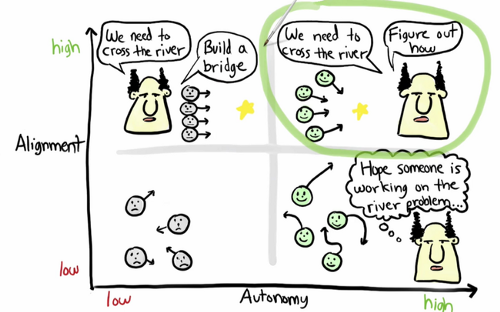 high
We need to
cross the river
Build a
bridge
We need to
cross the river
Figure out
how
Alignment
Hope someone is
working on the
river problem...
low
low
Autonomy
high